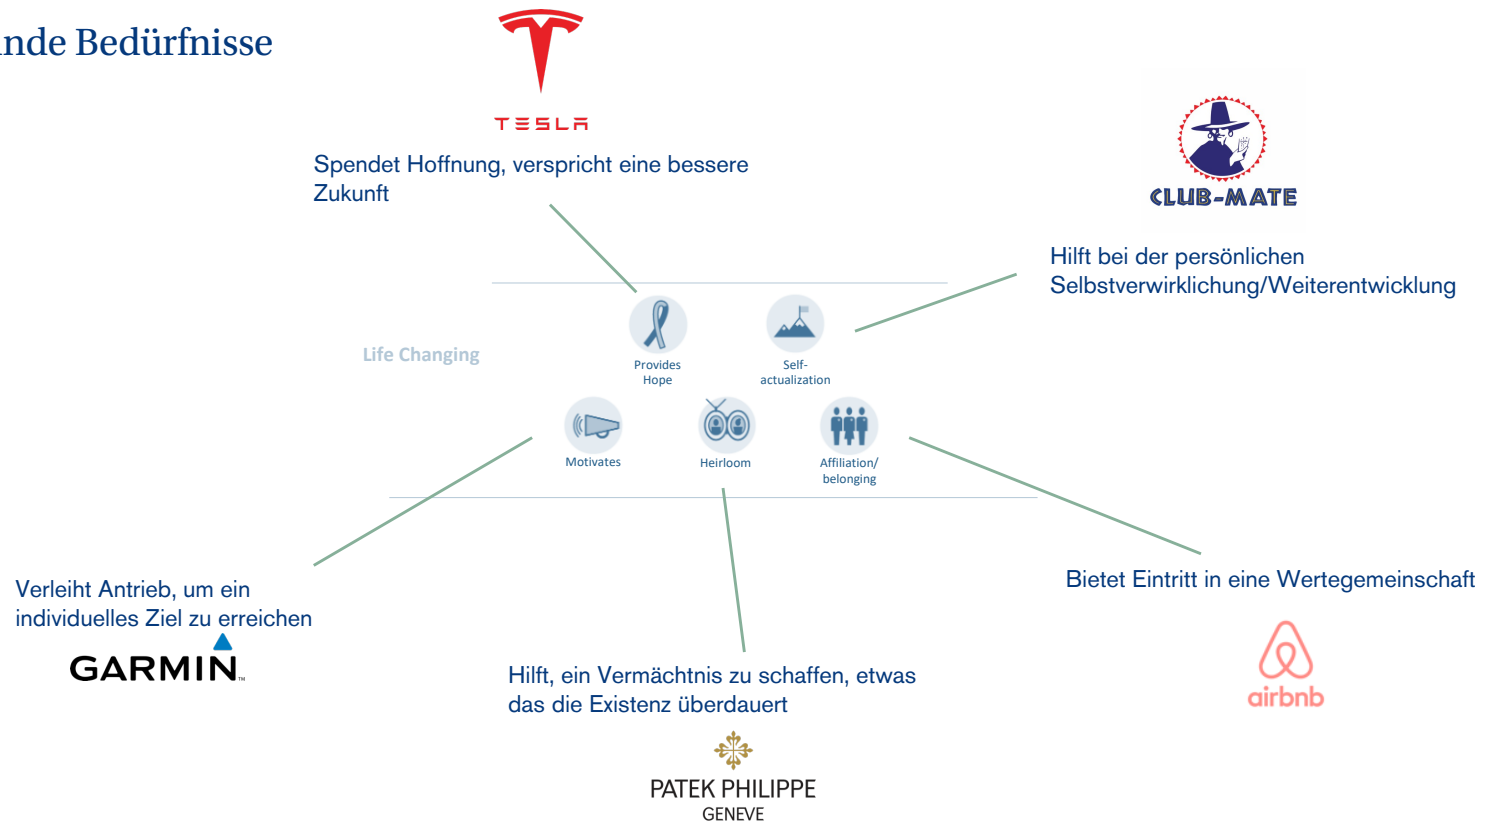 nde Bedürfnisse
TESLA
Spendet Hoffnung, verspricht eine bessere
Zukunft
CLUB-MATE
Hilft bei der persönlichen
Selbstverwirklichung/Weiterentwicklung
Life Changing
Provides
Hope
Self-
actualization
Motivates
Heirloom
Affiliation/
belonging
Verleiht Antrieb, um ein
individuelles Ziel zu erreichen
GARMIN™
Bietet Eintritt in eine Wertegemeinschaft
airbnb
Hilft, ein Vermächtnis zu schaffen, etwas
das die Existenz überdauert
PATEK PHILIPPE
GENEVE